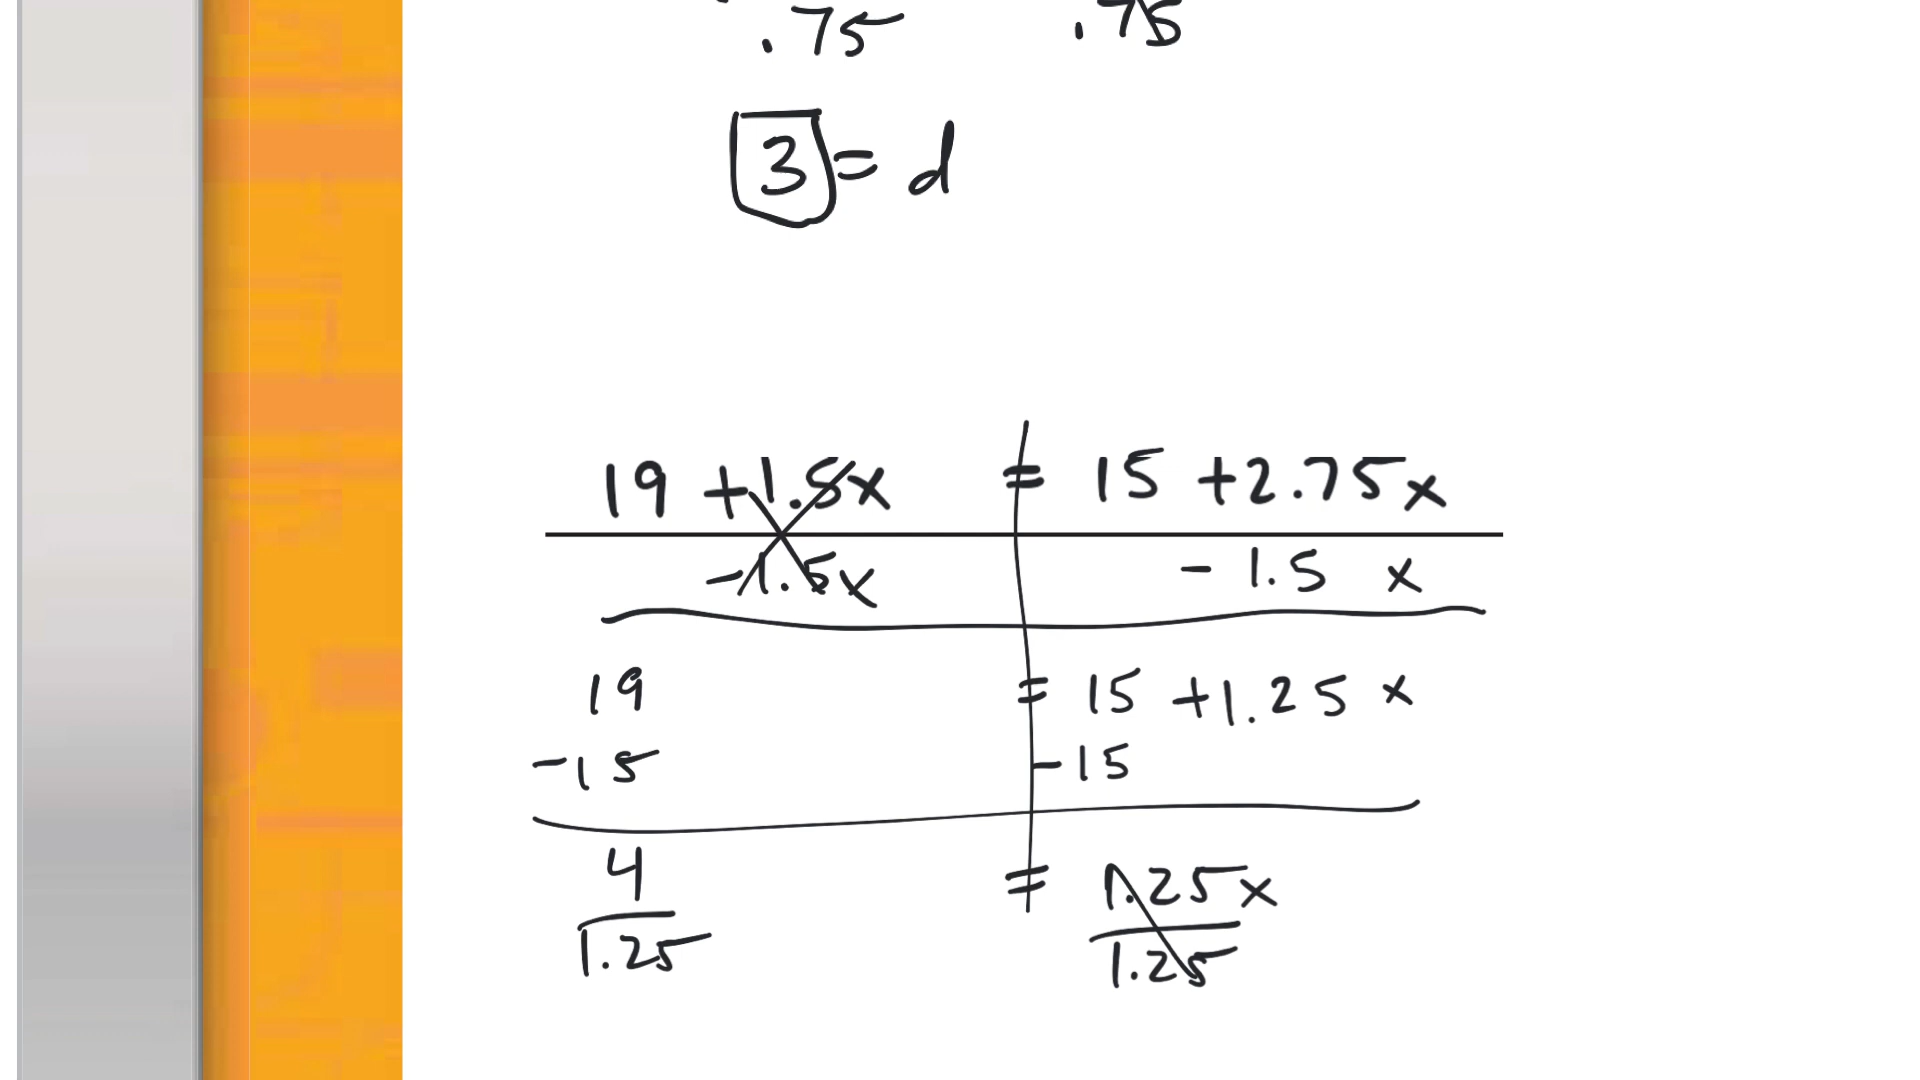 .75 .75
3 = d
19 + 1.5x = 15 + 2.75x
- 1.5x - 1.5 x
19 = 15 + 1.25 x
-15 -15
4 = 1.25x
1.25 1.25